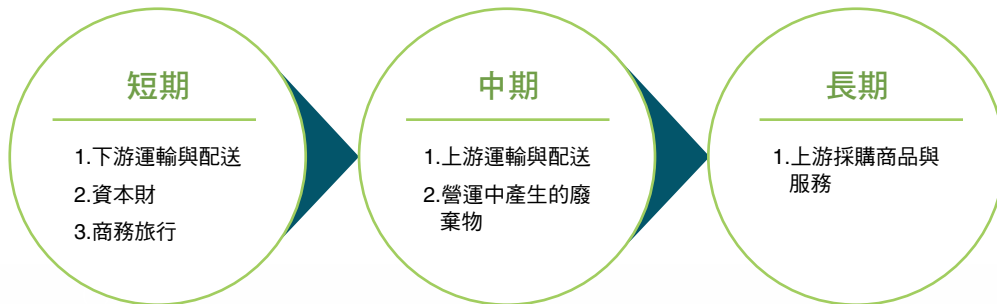 短期
1.下游運輸與配送
2.資本財
3.商務旅行
中期
1.上游運輸與配送
2.營運中產生的廢
棄物
長期
1.上游採購商品與
服務